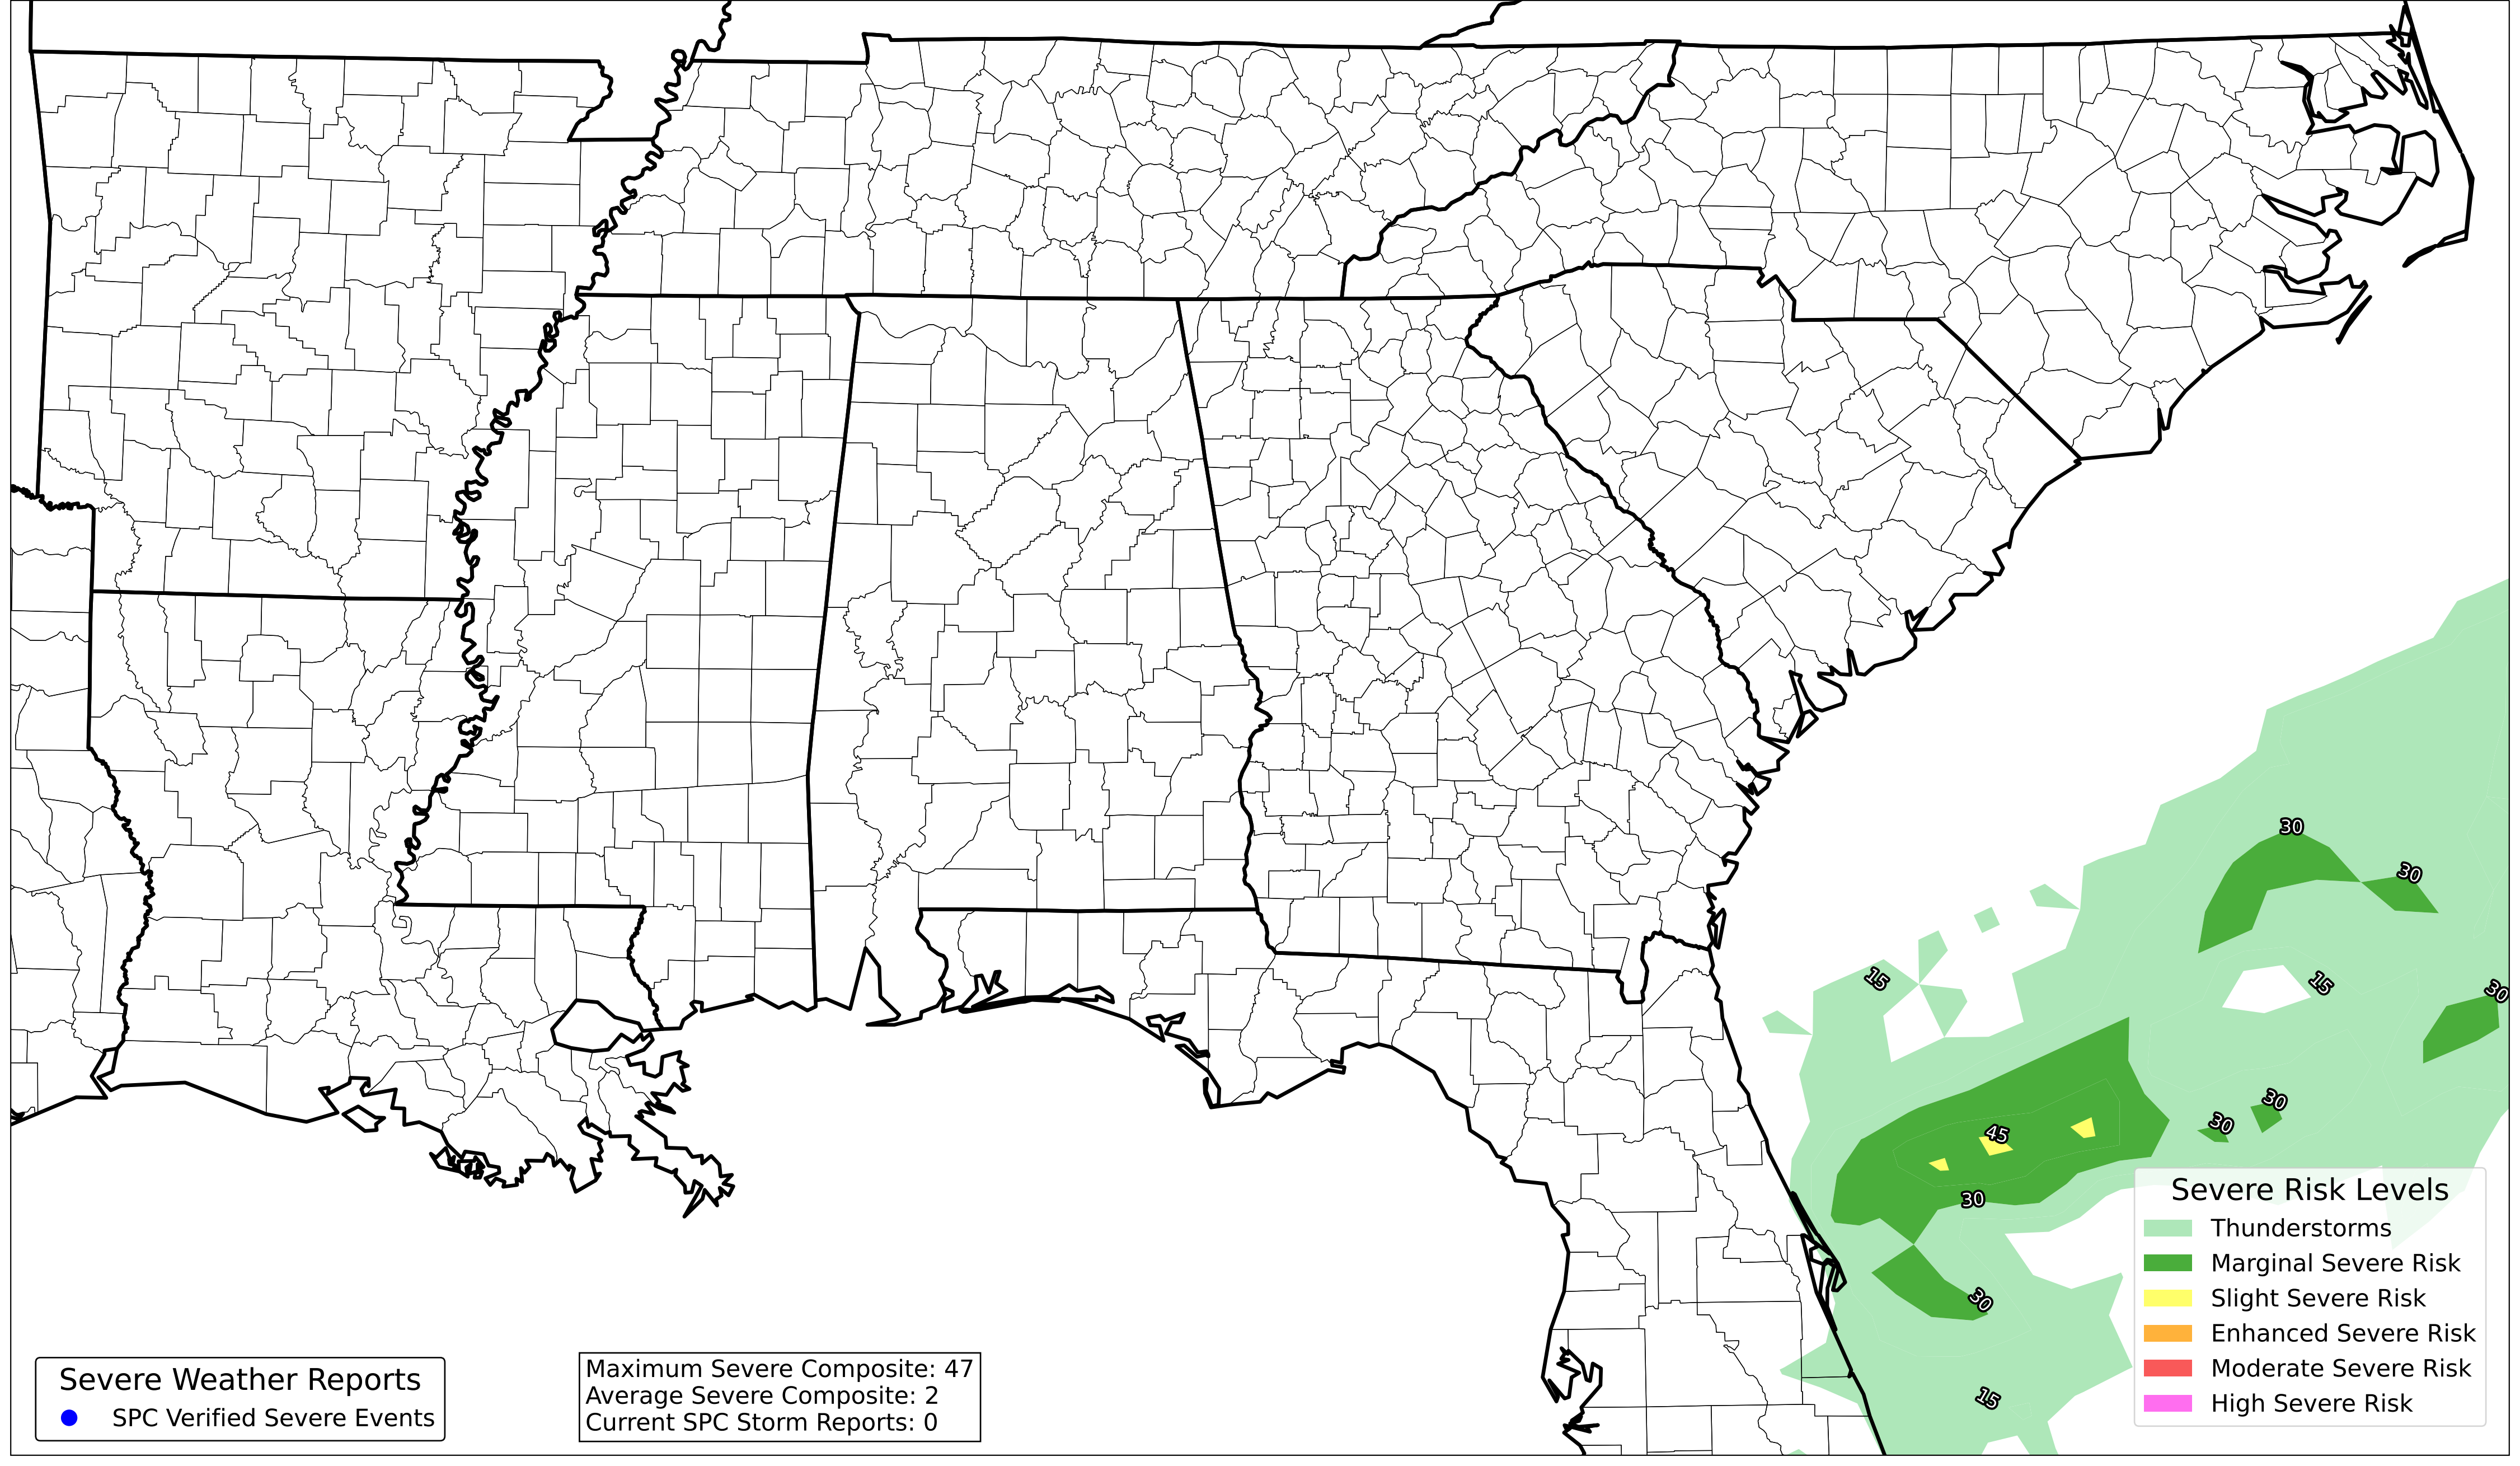 30
30
15
15
30
30
30
45
30
30
15
Severe Risk Levels
Thunderstorms
Marginal Severe Risk
Slight Severe Risk
Enhanced Severe Risk
Moderate Severe Risk
High Severe Risk
Severe Weather Reports
SPC Verified Severe Events
Maximum Severe Composite: 47
Average Severe Composite: 2
Current SPC Storm Reports: 0